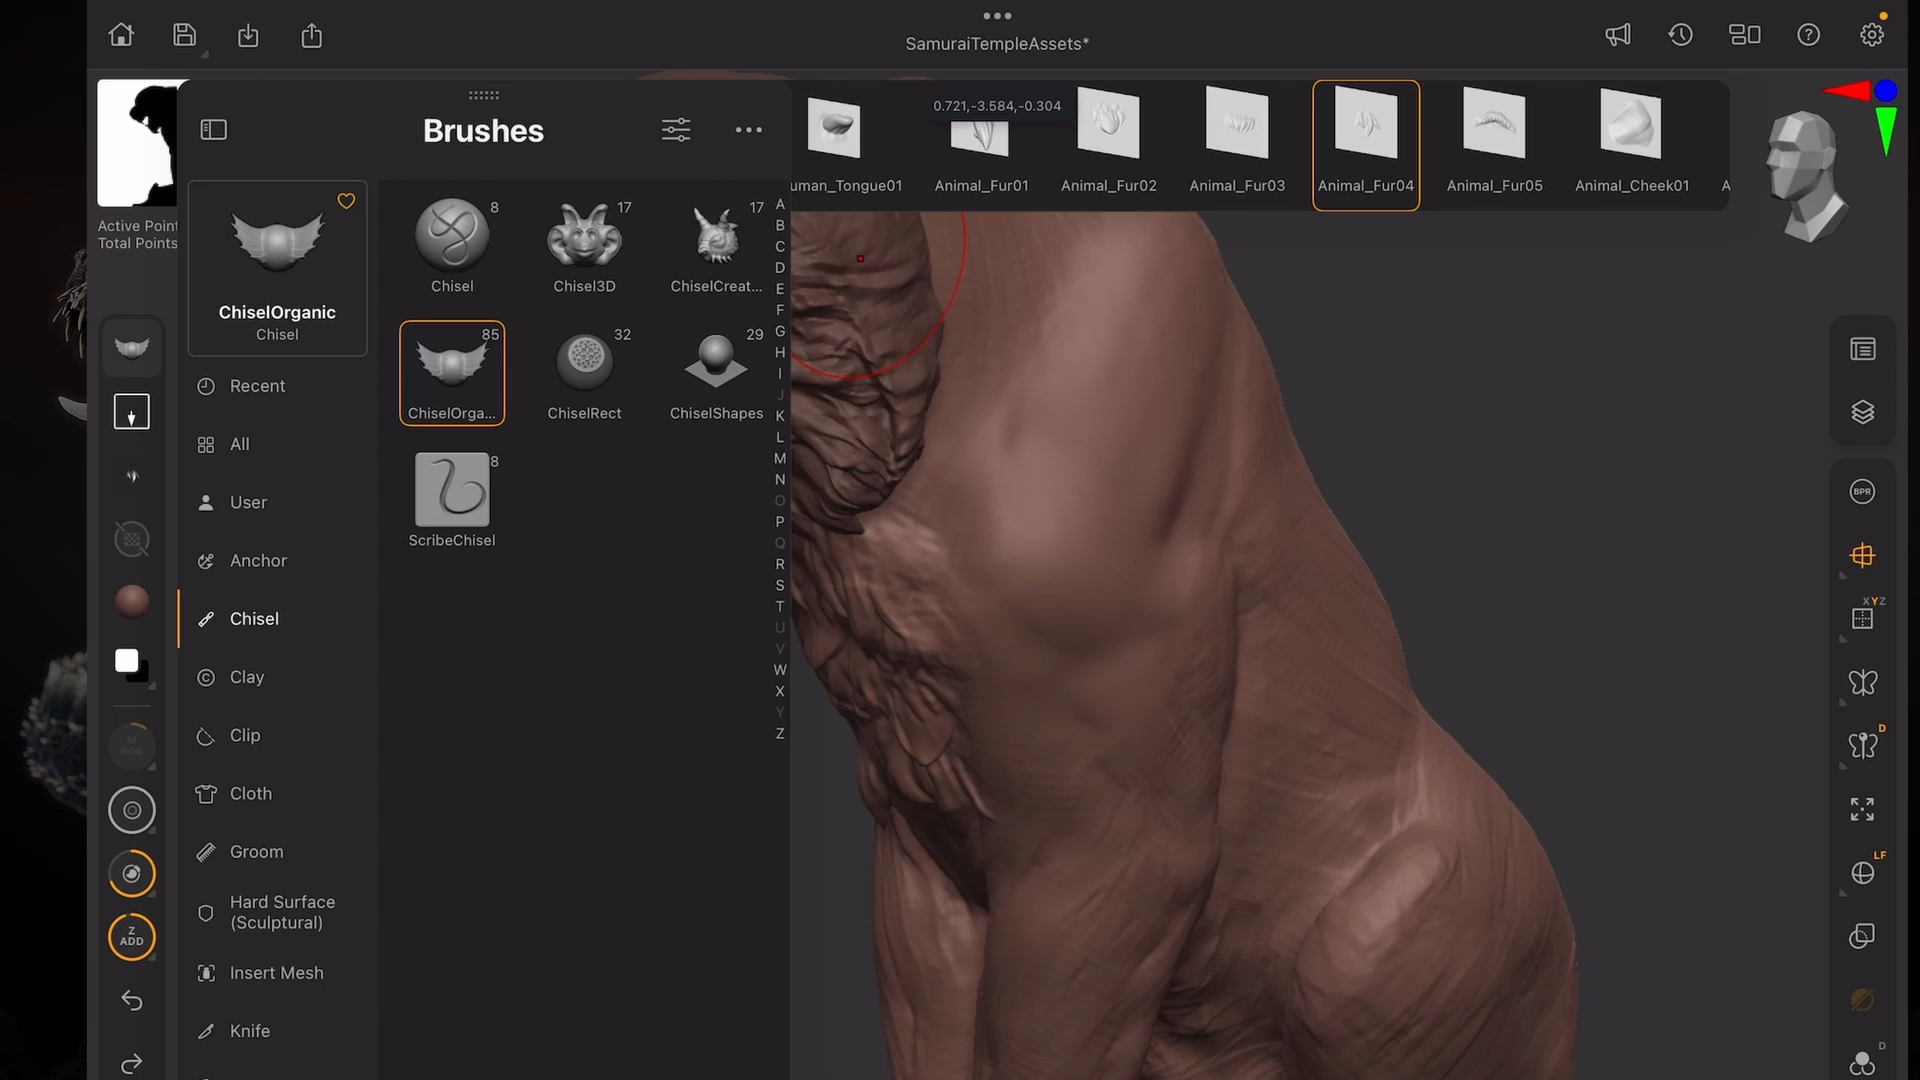 SamuraiTempleAssets*
Active Point
Total Points
Brushes
ChiselOrganic
Chisel
Recent
All
User
Anchor
Chisel
Clay
Clip
Cloth
Groom
Hard Surface
(Sculptural)
Insert Mesh
Knife
8
Chisel
17
Chisel3D
17
ChiselCreat...
85
ChiselOrga...
32
ChiselRect
29
ChiselShapes
8
ScribeChisel
A
B
C
D
E
F
G
H
I
J
K
L
M
N
O
P
Q
R
S
T
U
V
W
X
Y
Z
0.721,-3.584,-0.304
uman_Tongue01
Animal_Fur01
Animal_Fur02
Animal_Fur03
Animal_Fur04
Animal_Fur05
Animal_Cheek01
A
M
RGB
Z
ADD
BPR
XYZ
D
LF
D